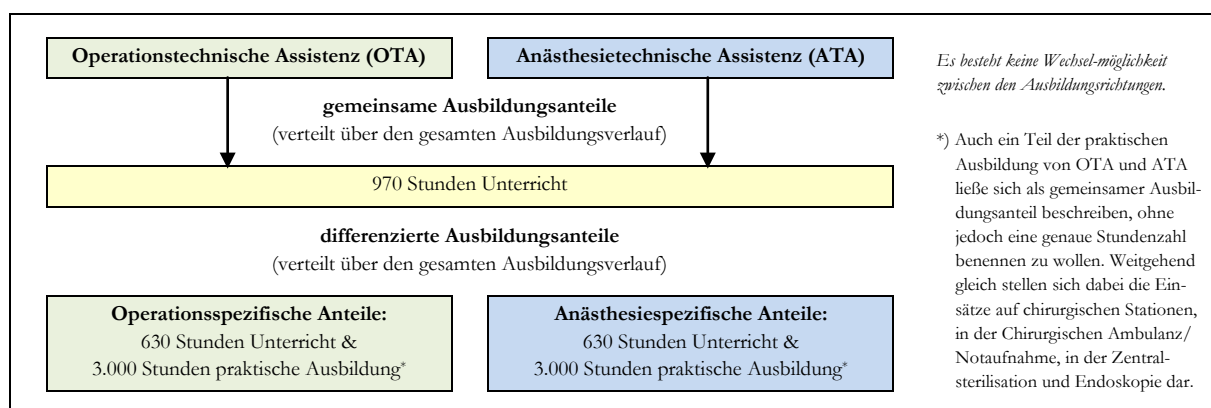 Operationstechnische Assistenz (OTA)
Anästhesietechnische Assistenz (ATA)
gemeinsame Ausbildungsanteile
(verteilt über den gesamten Ausbildungsverlauf)
970 Stunden Unterricht
differenzierte Ausbildungsanteile
(verteilt über den gesamten Ausbildungsverlauf)
Operationsspezifische Anteile:
630 Stunden Unterricht &
3.000 Stunden praktische Ausbildung*
Anästhesiespezifische Anteile:
630 Stunden Unterricht &
3.000 Stunden praktische Ausbildung*
Es besteht keine Wechsel-möglichkeit
zwischen den Ausbildungsrichtungen.
*) Auch ein Teil der praktischen
Ausbildung von OTA und ATA
ließe sich als gemeinsamer Ausbil-
dungsanteil beschreiben, ohne
jedoch eine genaue Stundenzahl
benennen zu wollen. Weitgehend
gleich stellen sich dabei die Ein-
sätze auf chirurgischen Stationen,
in der Chirurgischen Ambulanz/
Notaufnahme, in der Zentral-
sterilisation und Endoskopie dar.